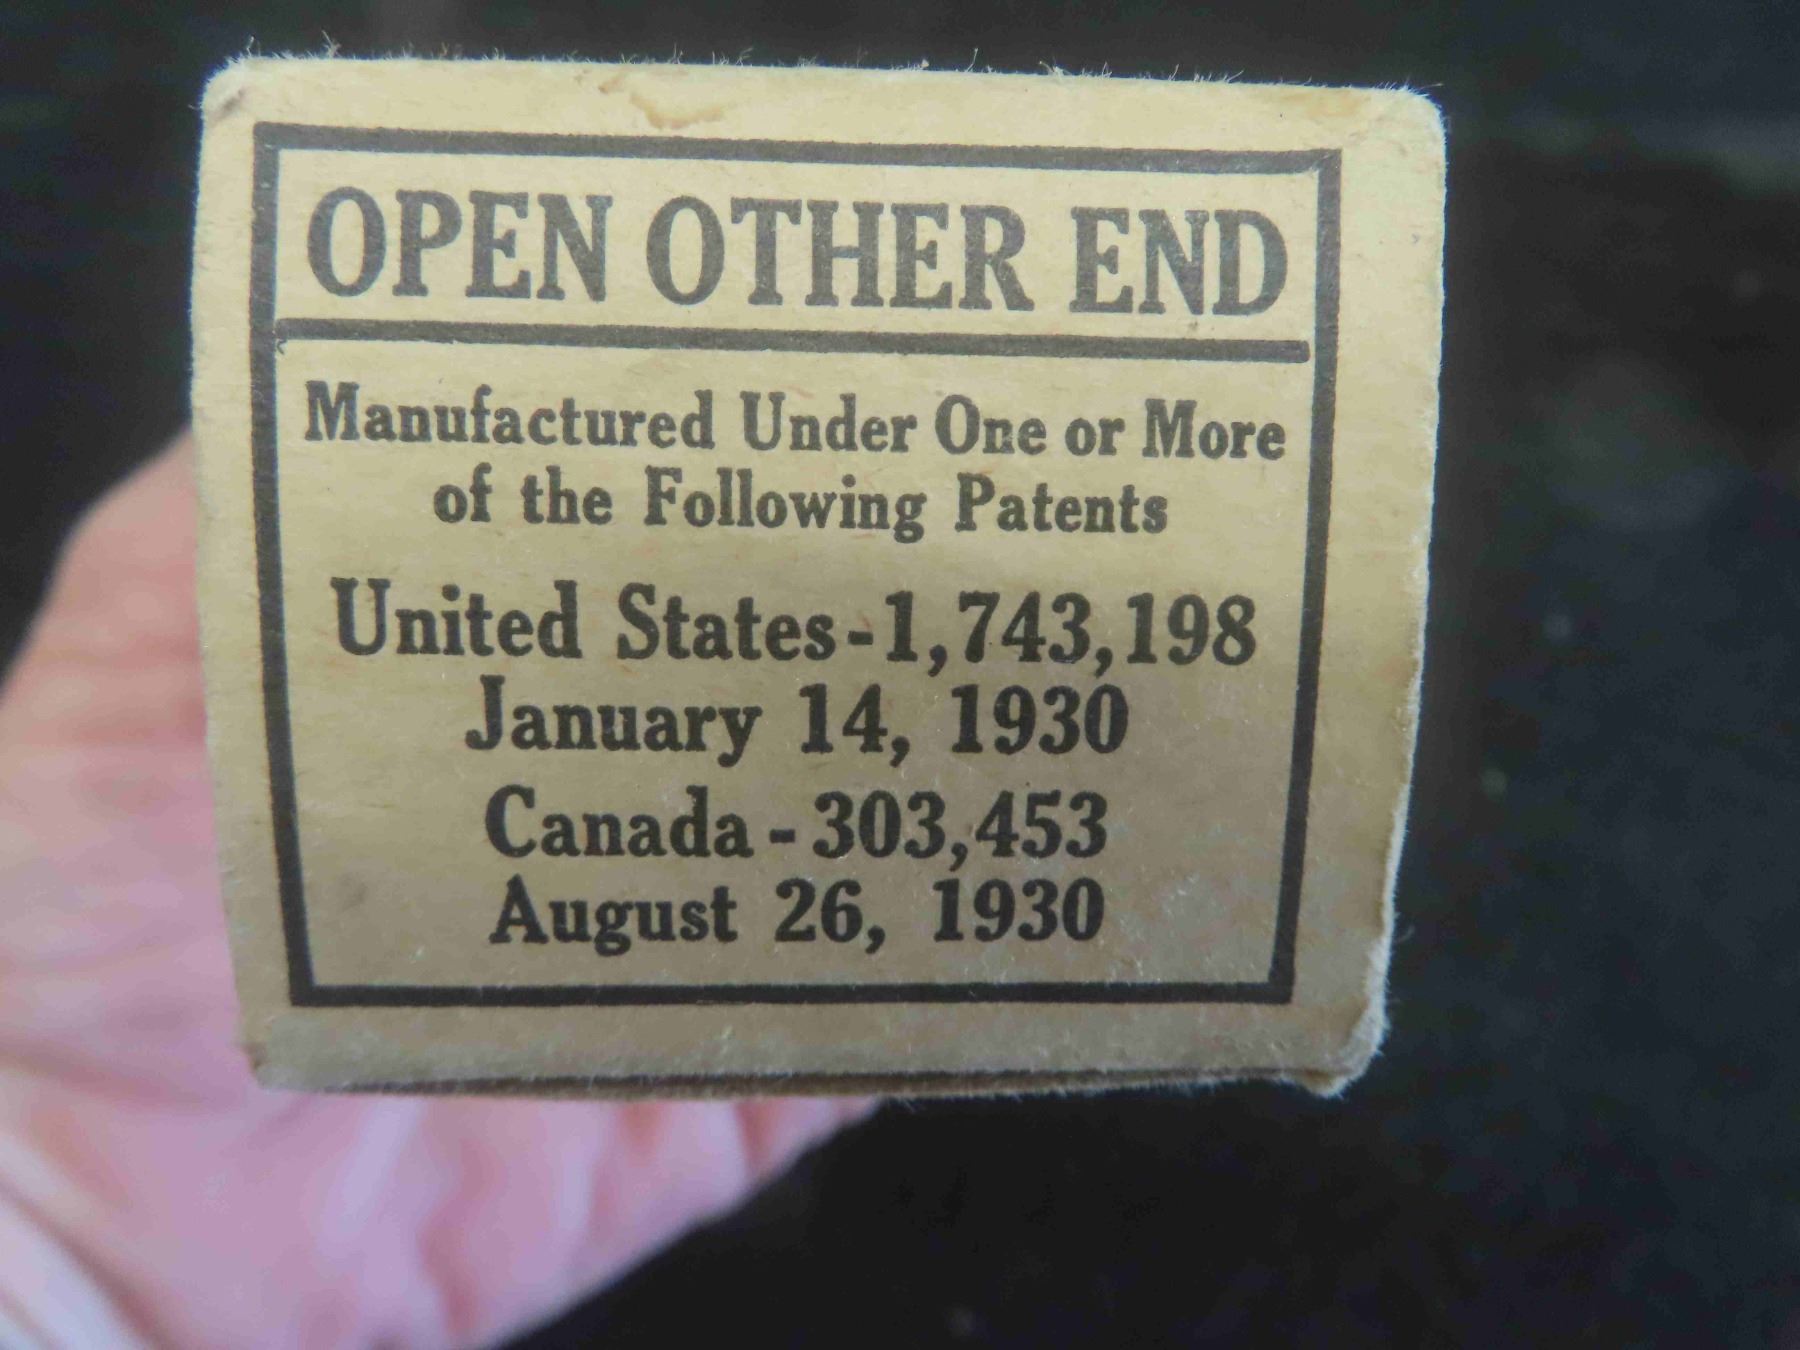 OPEN OTHER END
Manufactured Under One or More
of the Following Patents
United States-1,743,198
January 14, 1930
Canada-303,453
August 26, 1930